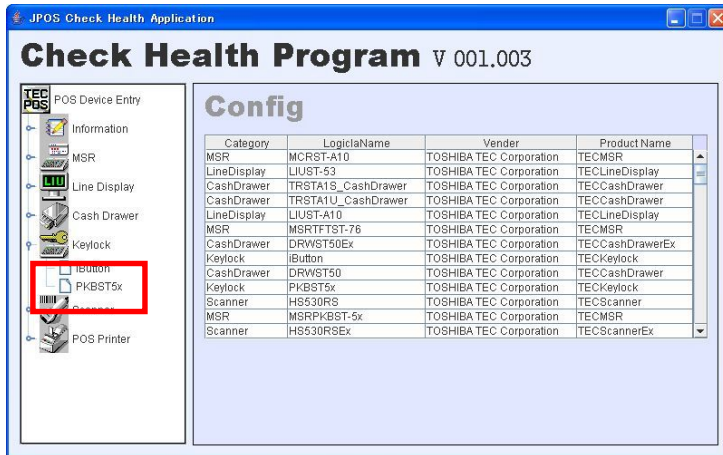 JPOS Check Health Application
Check Health Program V 001.003
TEC POS
POS Device Entry
Information
MSR
LIU
Line Display
Cash Drawer
Keylock
iButton
PKBST5x
Scanner
POS Printer
Config
Category LogiclaName Vender Product Name
MSR MCRST-A10 TOSHIBA TEC Corporation TECMSR
LineDisplay LIUST-53 TOSHIBA TEC Corporation TECLineDisplay
CashDrawer TRSTA1S_CashDrawer TOSHIBA TEC Corporation TECCashDrawer
CashDrawer TRSTA1U_CashDrawer TOSHIBA TEC Corporation TECCashDrawer
LineDisplay LIUST-A10 TOSHIBA TEC Corporation TECLineDisplay
MSR MSRTFTST-76 TOSHIBA TEC Corporation TECMSR
CashDrawer DRWST50Ex TOSHIBA TEC Corporation TECCashDrawerEx
Keylock iButton TOSHIBA TEC Corporation TECKeylock
CashDrawer DRWST50 TOSHIBA TEC Corporation TECCashDrawer
Keylock PKBST5x TOSHIBA TEC Corporation TECKeylock
Scanner HS530RS TOSHIBA TEC Corporation TECScanner
MSR MSRPKBST-5x TOSHIBA TEC Corporation TECMSR
Scanner HS530RSEx TOSHIBA TEC Corporation TECScannerEx